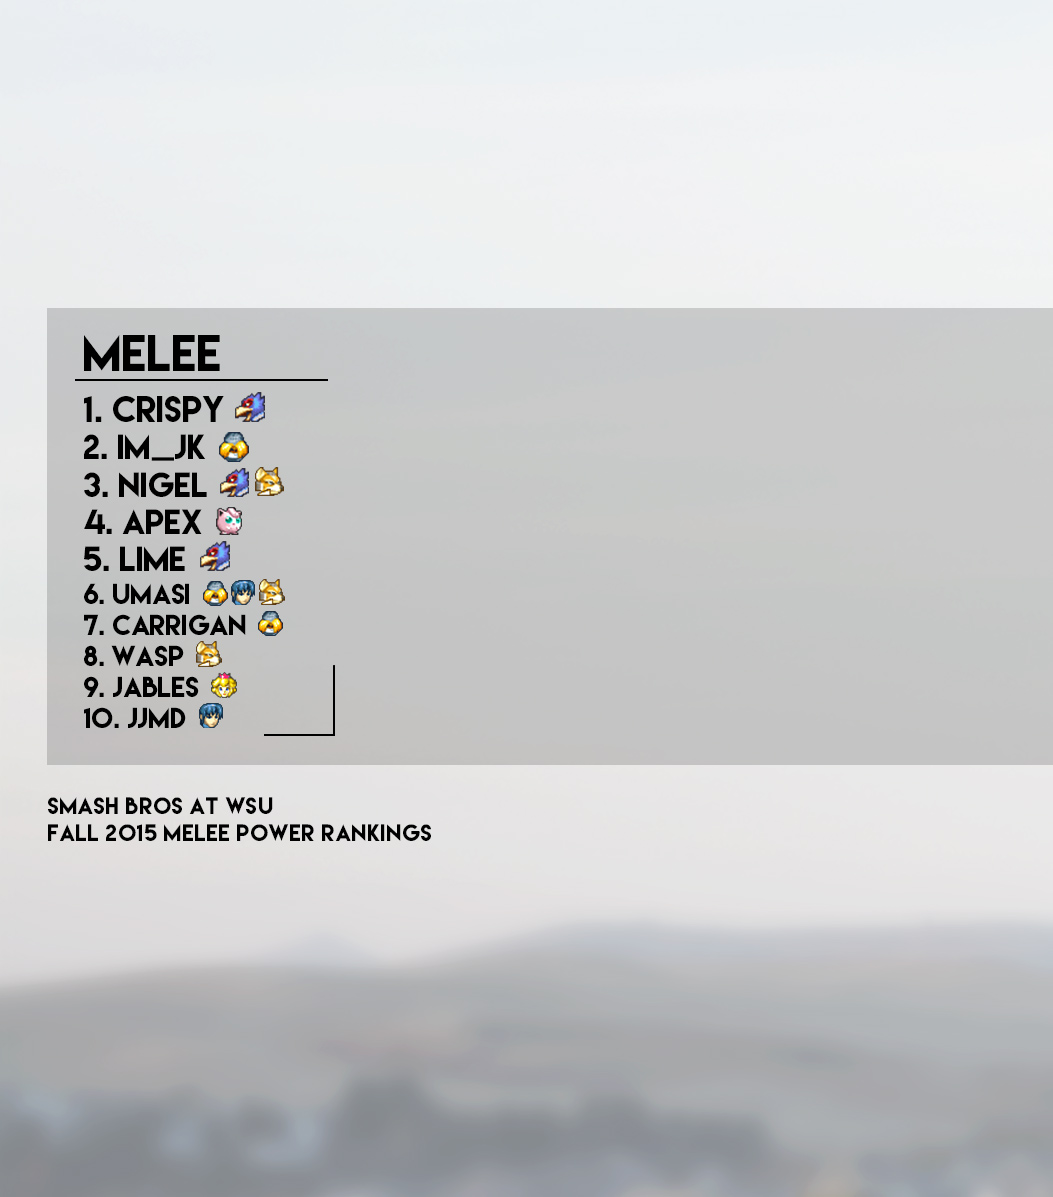 MELEE
1. CRISPY
2. IM_JK
3. NIGEL
4. APEX
5. LIME
6. UMASI
7. CARRIGAN
8. WASP
9. JABLES
10. JJMD
SMASH BROS AT WSU
FALL 2015 MELEE POWER RANKINGS